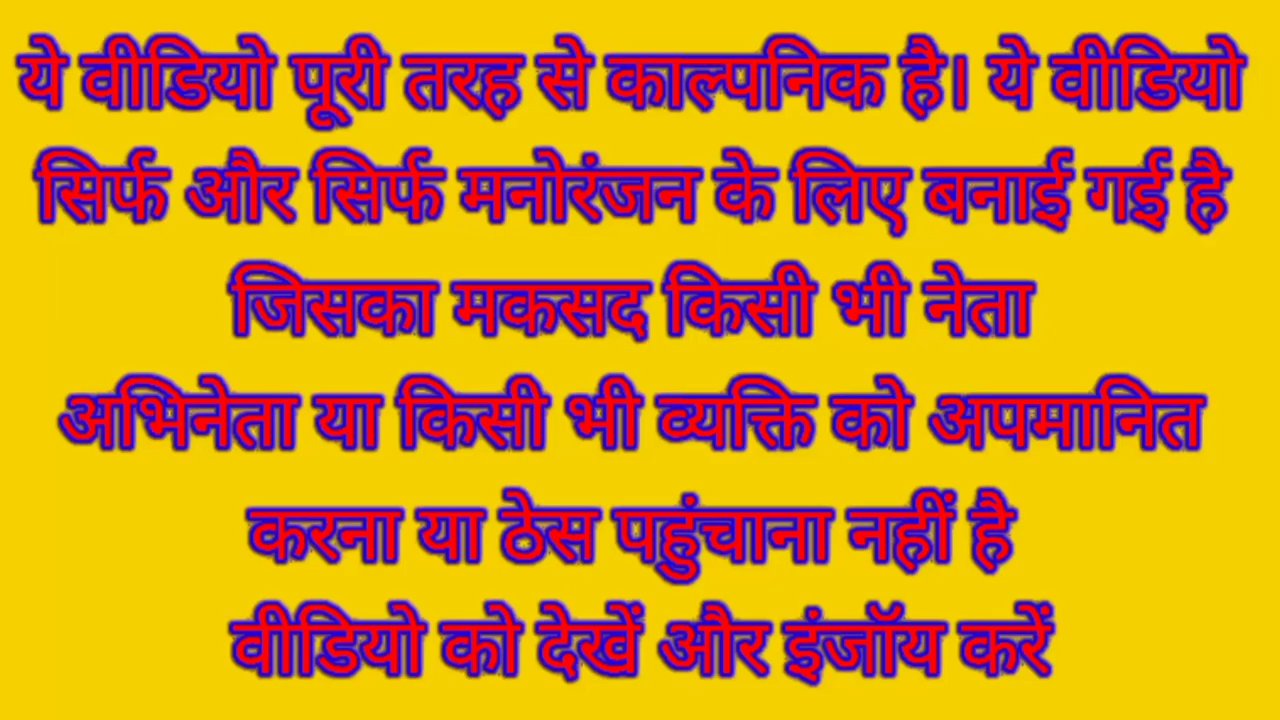 ये वीडियो पूरी तरह से काल्पनिक है। ये वीडियो
सिर्फ और सिर्फ मनोरंजन के लिए बनाई गई है
जिसका मकसद किसी भी नेता
अभिनेता या किसी भी व्यक्ति को अपमानित
करना या ठेस पहुंचाना नहीं है
वीडियो को देखें और इंजॉय करें